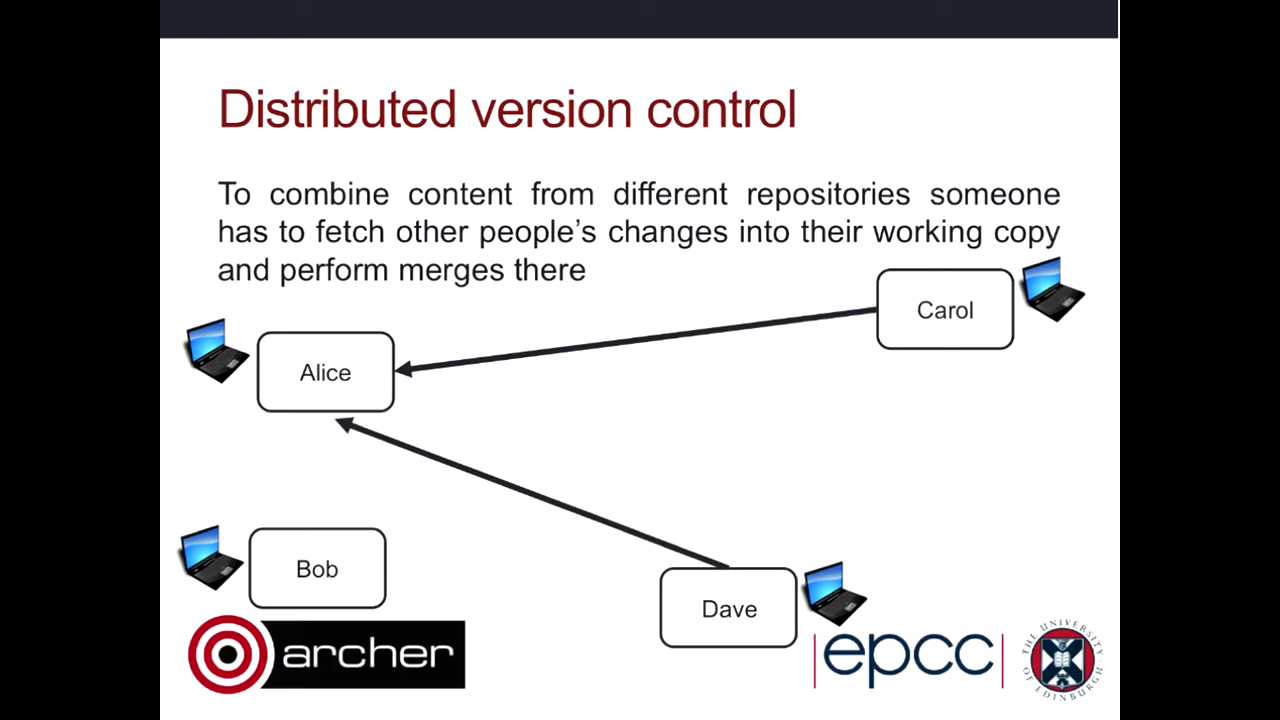 Distributed version control
To combine content from different repositories someone
has to fetch other people's changes into their working copy
and perform merges there
Carol
Alice
Bob
Dave
archer
epcc
THE UNIVERSITY
OF EDINBURGH